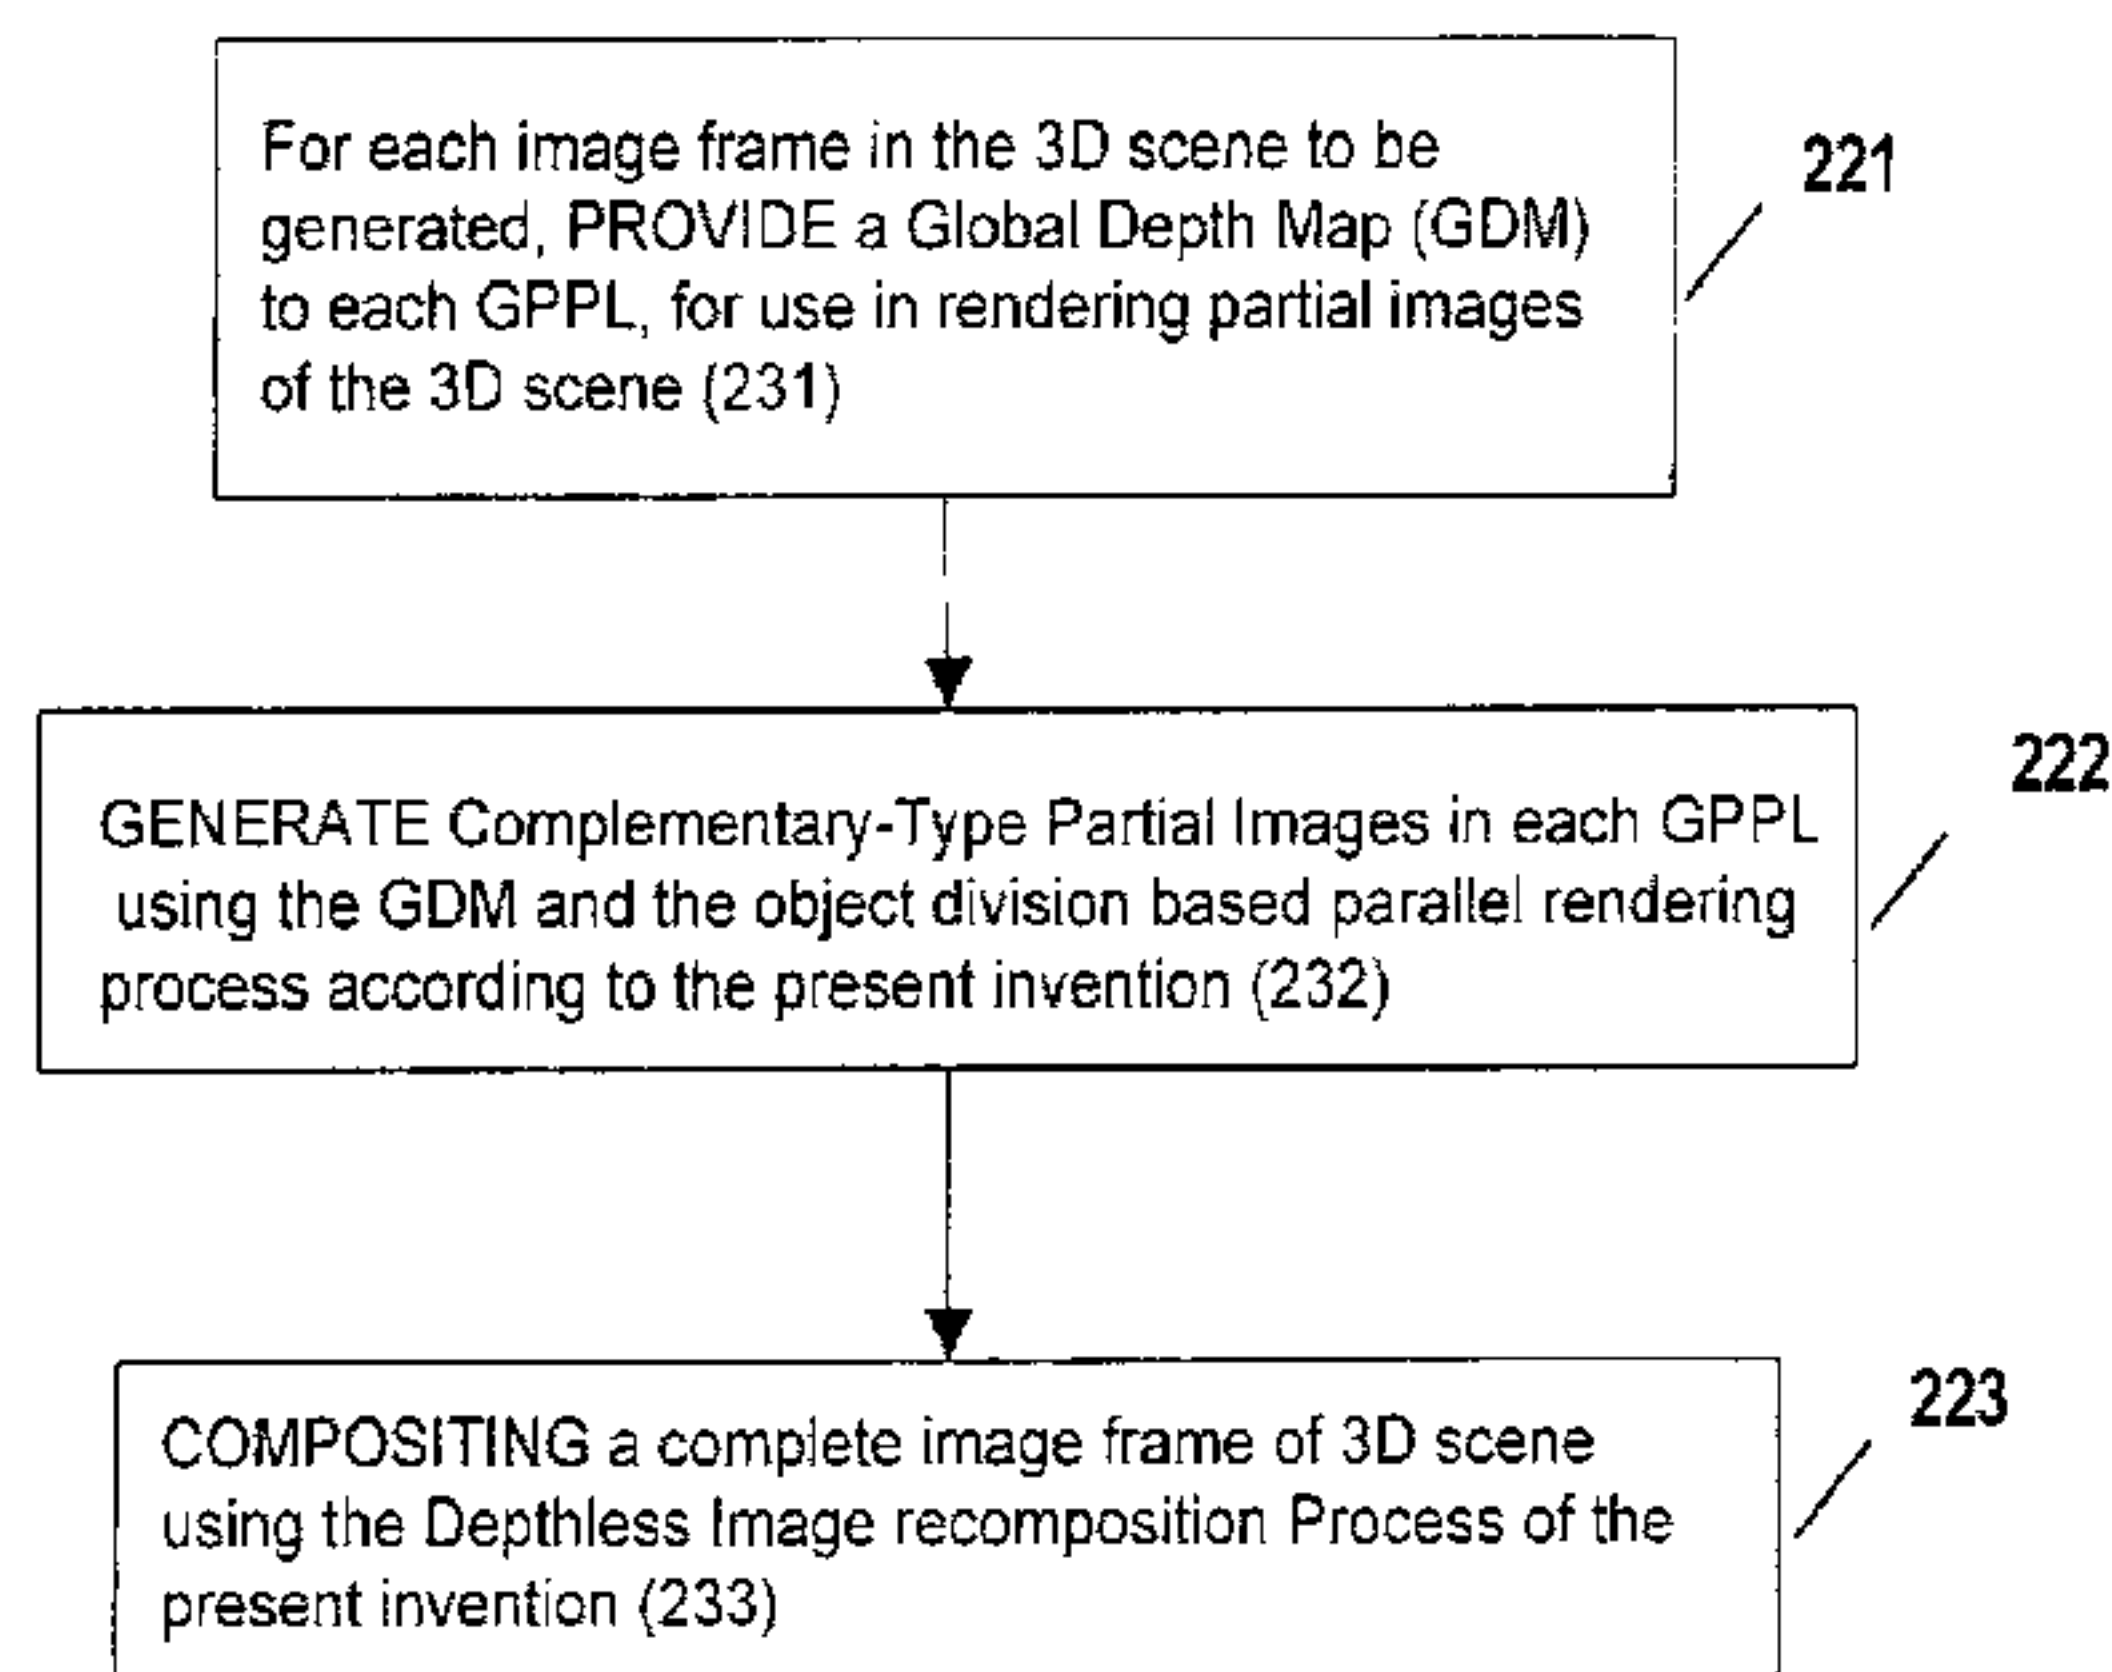 For each image frame in the 3D scene to be
generated, PROVIDE a Global Depth Map (GDM)
to each GPPL, for use in rendering partial images
of the 3D scene (231)
221
GENERATE Complementary-Type Partial Images in each GPPL
using the GDM and the object division based parallel rendering
process according to the present invention (232)
222
COMPOSITING a complete image frame of 3D scene
using the Depthless Image recomposition Process of the
present invention (233)
223